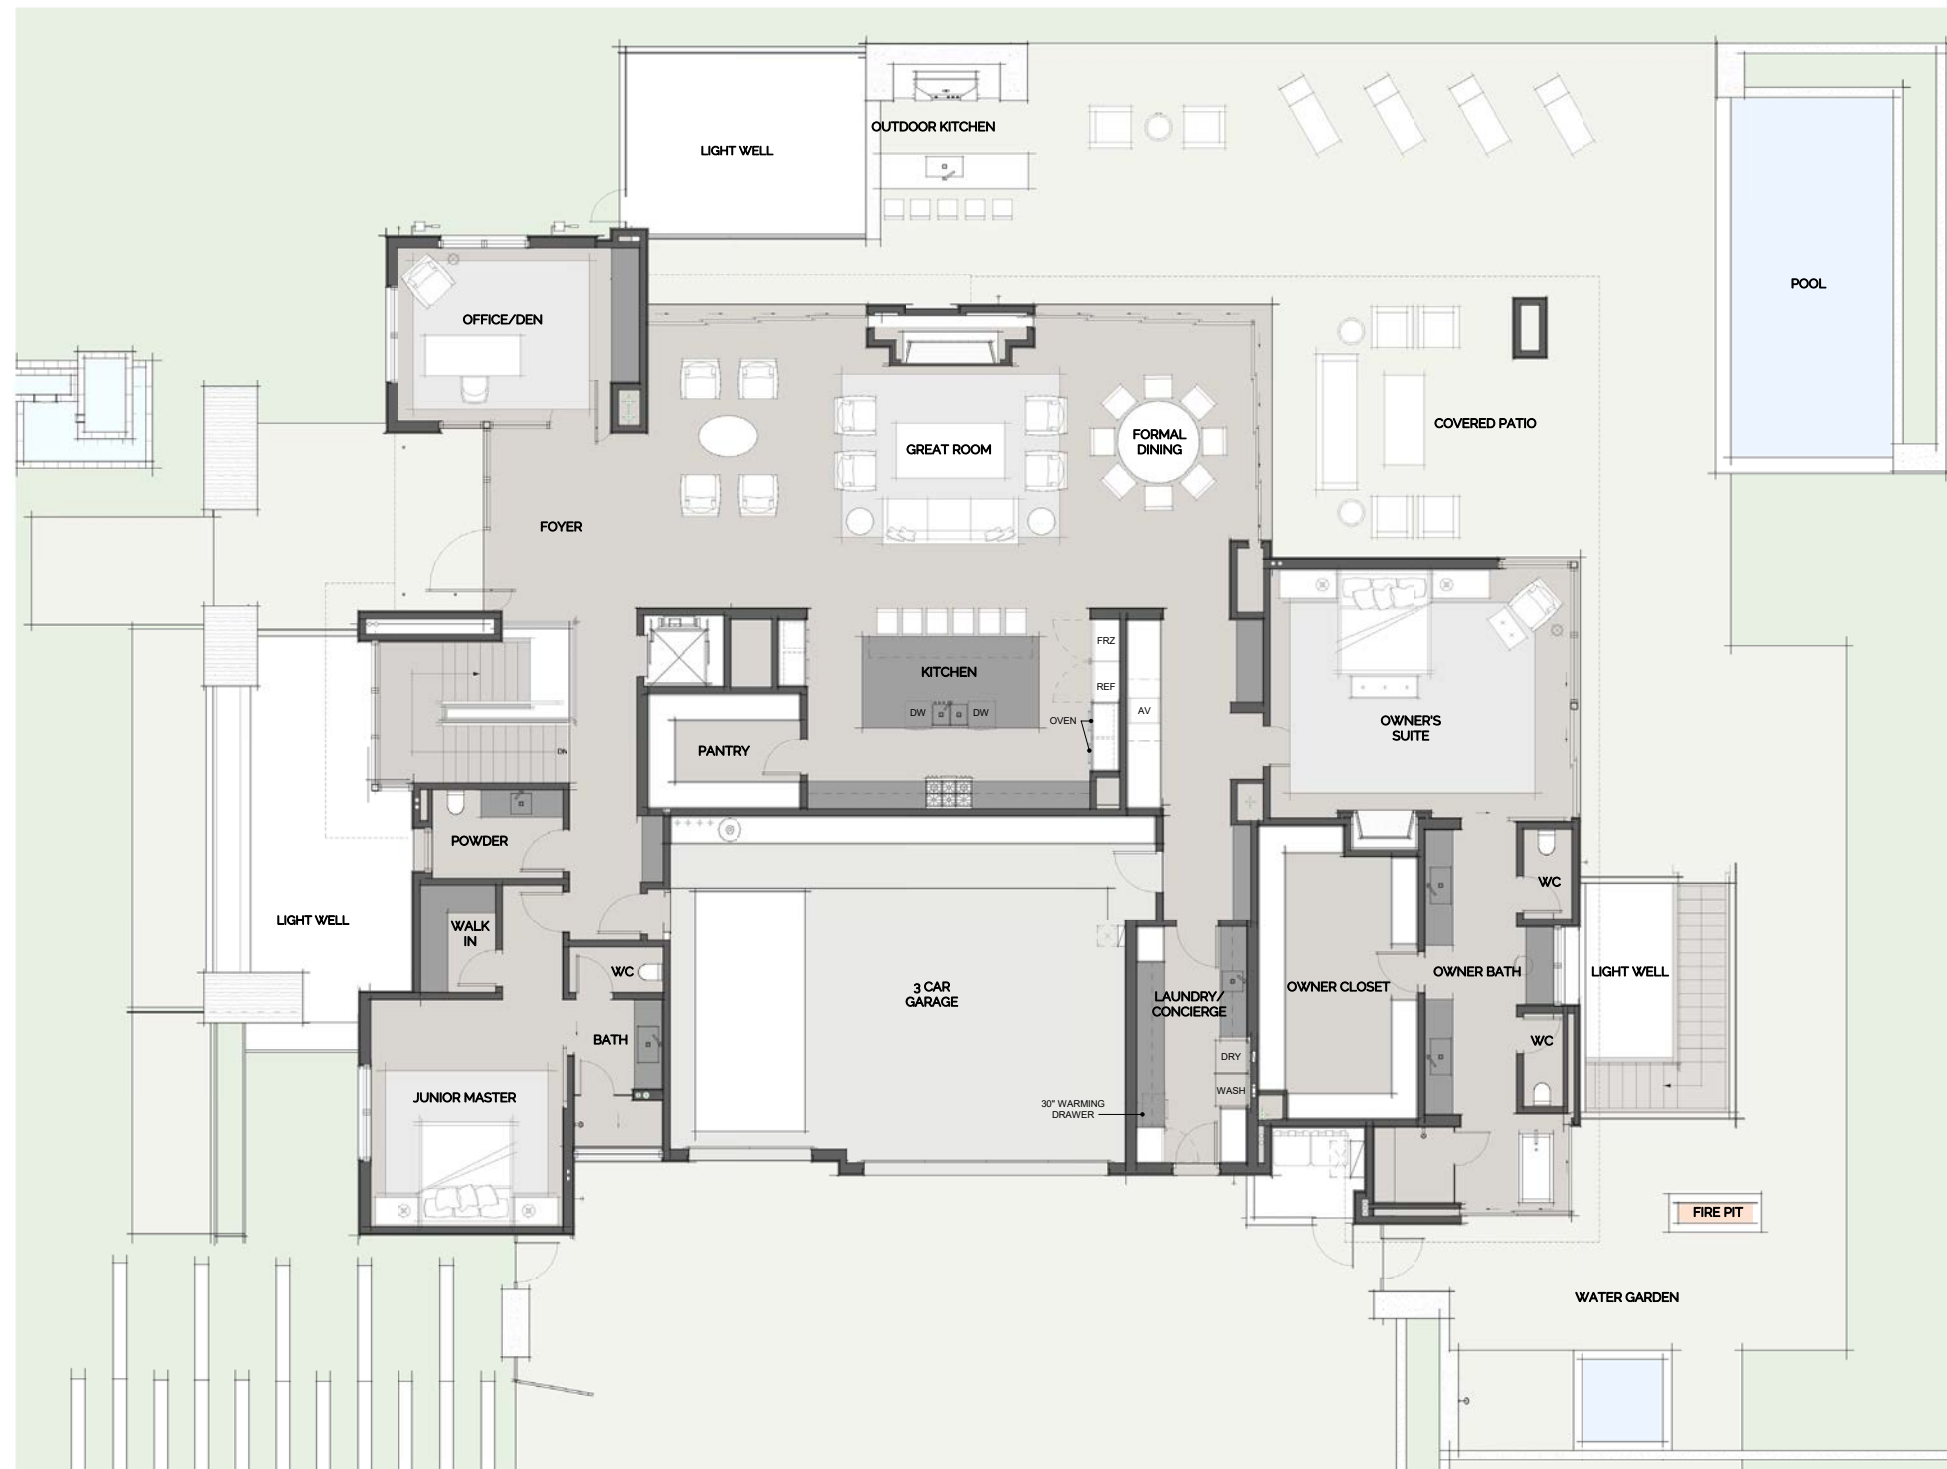 OUTDOOR KITCHEN
LIGHT WELL
POOL
OFFICE/DEN
COVERED PATIO
GREAT ROOM
FORMAL
DINING
FOYER
FRZ
KITCHEN
REF
DW
DW
AV
OVEN
OWNER'S
SUITE
PANTRY
DN
POWDER
WC
LIGHT WELL
WALK
IN
WC
OWNER BATH
LIGHT WELL
3 CAR
GARAGE
OWNER CLOSET
LAUNDRY/
CONCIERGE
BATH
WC
DRY
WASH
JUNIOR MASTER
30" WARMING
DRAWER
FIRE PIT
WATER GARDEN